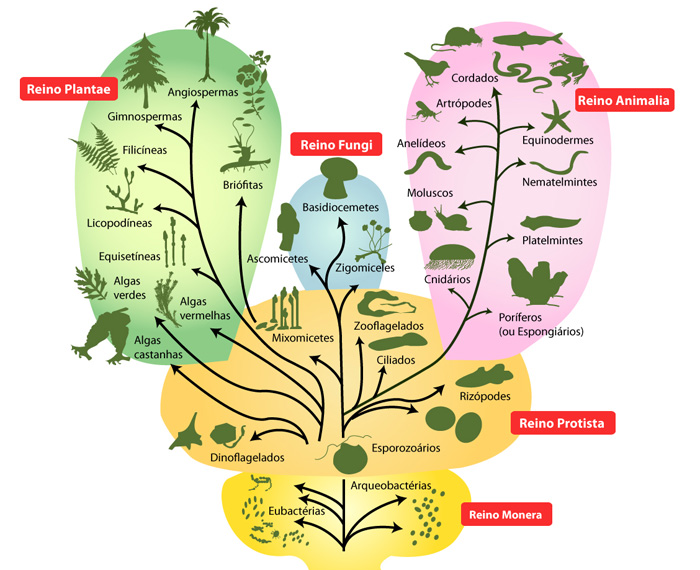 Reino Plantae
Angiospermas
Gimnospermas
Filicíneas
Briófitas
Licopodíneas
Equisetíneas
Algas
verdes
Algas
vermelhas
Algas
castanhas
Reino Fungi
Basidiocemetes
Ascomicetes
Zigomiceles
Reino Animalia
Cordados
Artrópodes
Equinodermes
Anelídeos
Nematelmintes
Moluscos
Platelmintes
Cnidários
Poríferos
(ou Espongiários)
Mixomicetes
Zooflagelados
Ciliados
Rizópodes
Reino Protista
Esporozoários
Dinoflagelados
Arqueobactérias
Eubactérias
Reino Monera